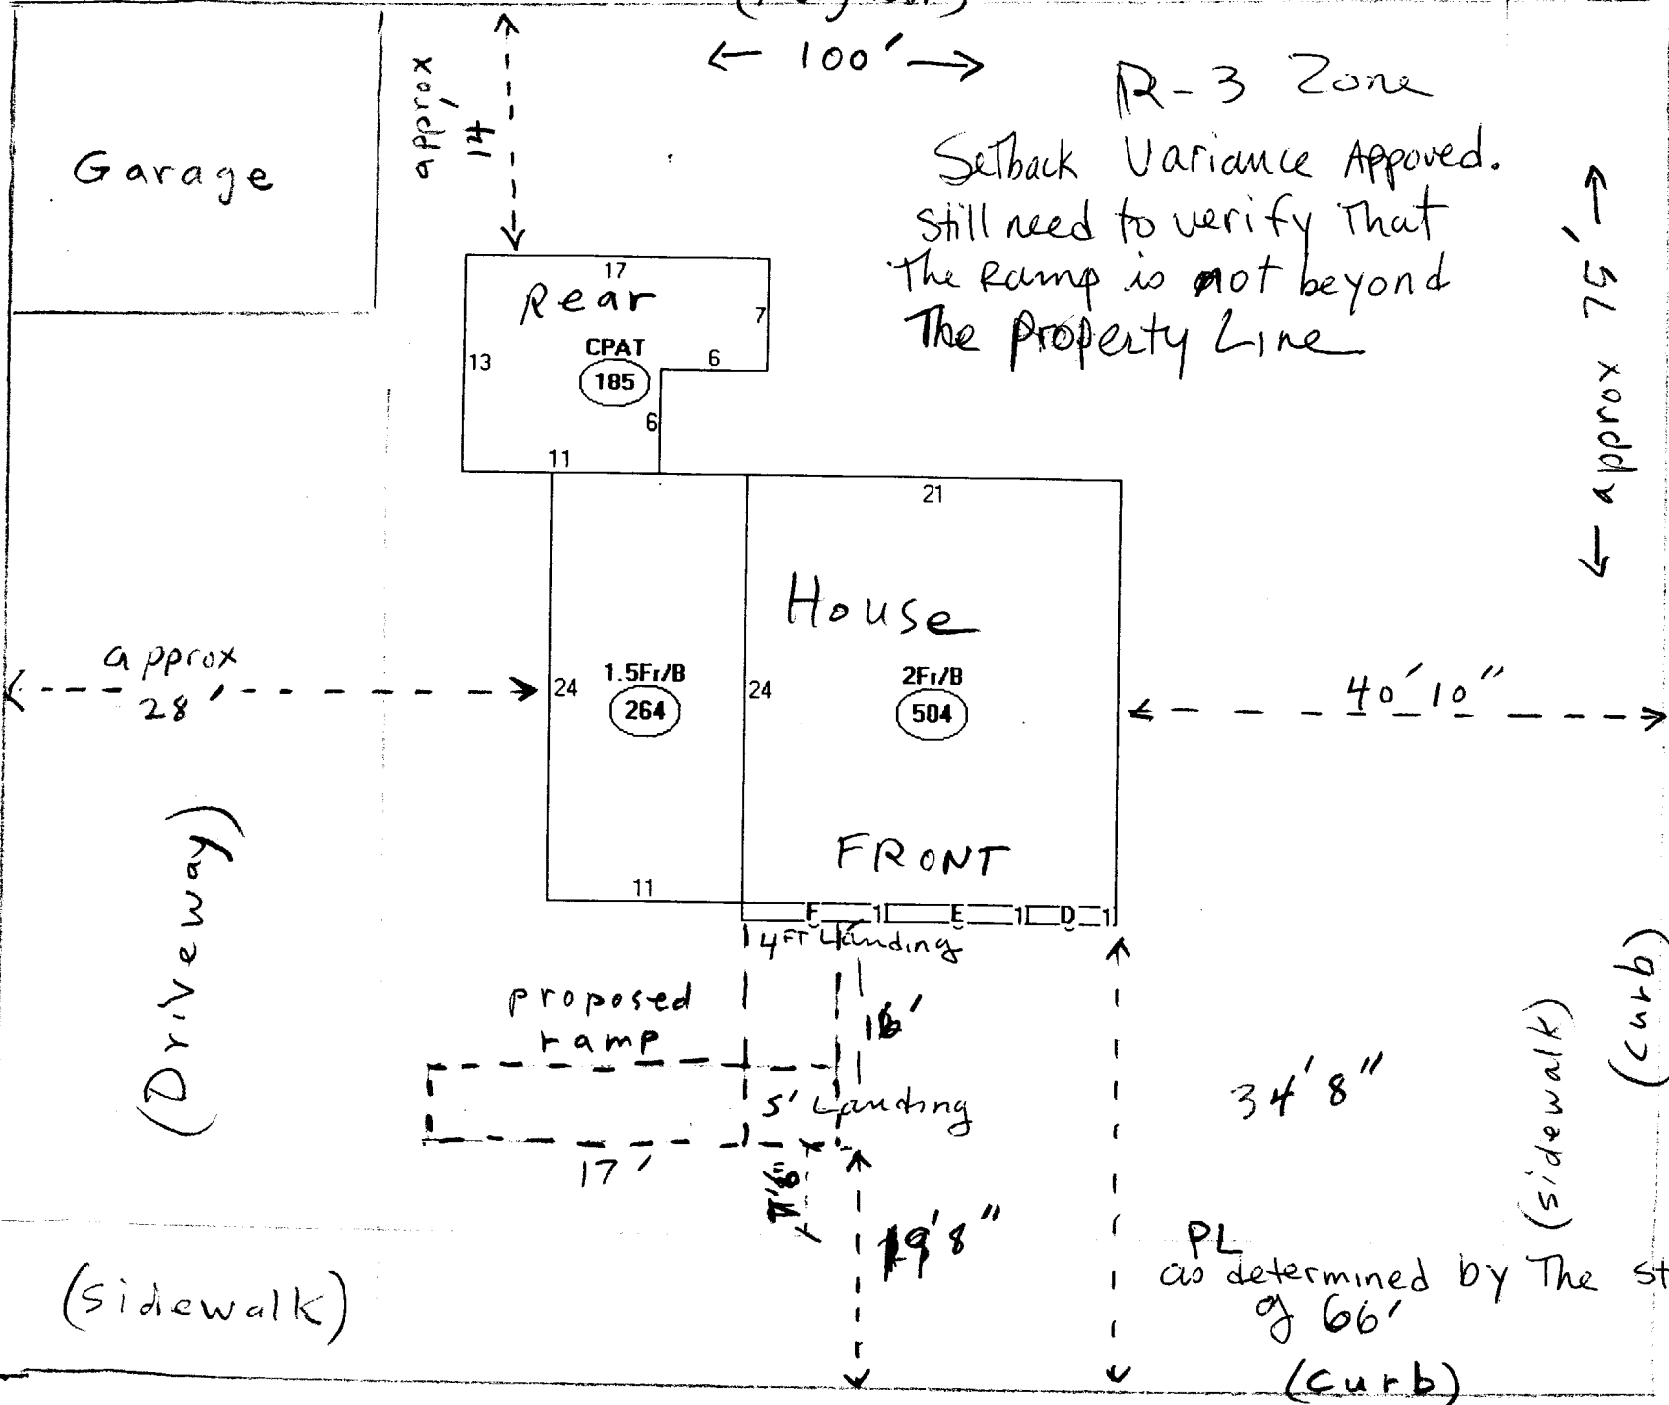 100'
R-3 Zone
Setback Variance Appoved.
still need to verify That
The Ramp is not beyond
The Property Line
approx
14'
Garage
approx 75'
17
Rear
7
CPAT
185
6
13
6
11
21
House
approx
28'
24
1.5Fr/B
264
24
2Fr/B
504
40' 10"
(Driveway)
FRONT
11
F 1 E 1 D 1
4 FT Landing
proposed
ramp
16'
5' Landing
17'
34' 8"
(sidewalk)
(curb)
19' 8"
PL
as determined by The st
of 66'
(sidewalk)
(curb)